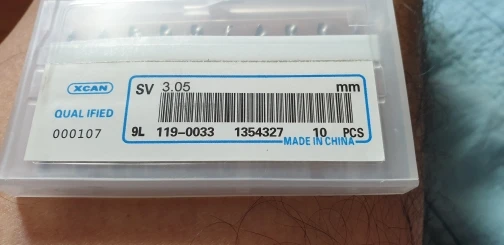 XCAN
SV 3.05 mm
QUALIFIED
000107
9L 119-0033 1354327 10 PCS
MADE IN CHINA